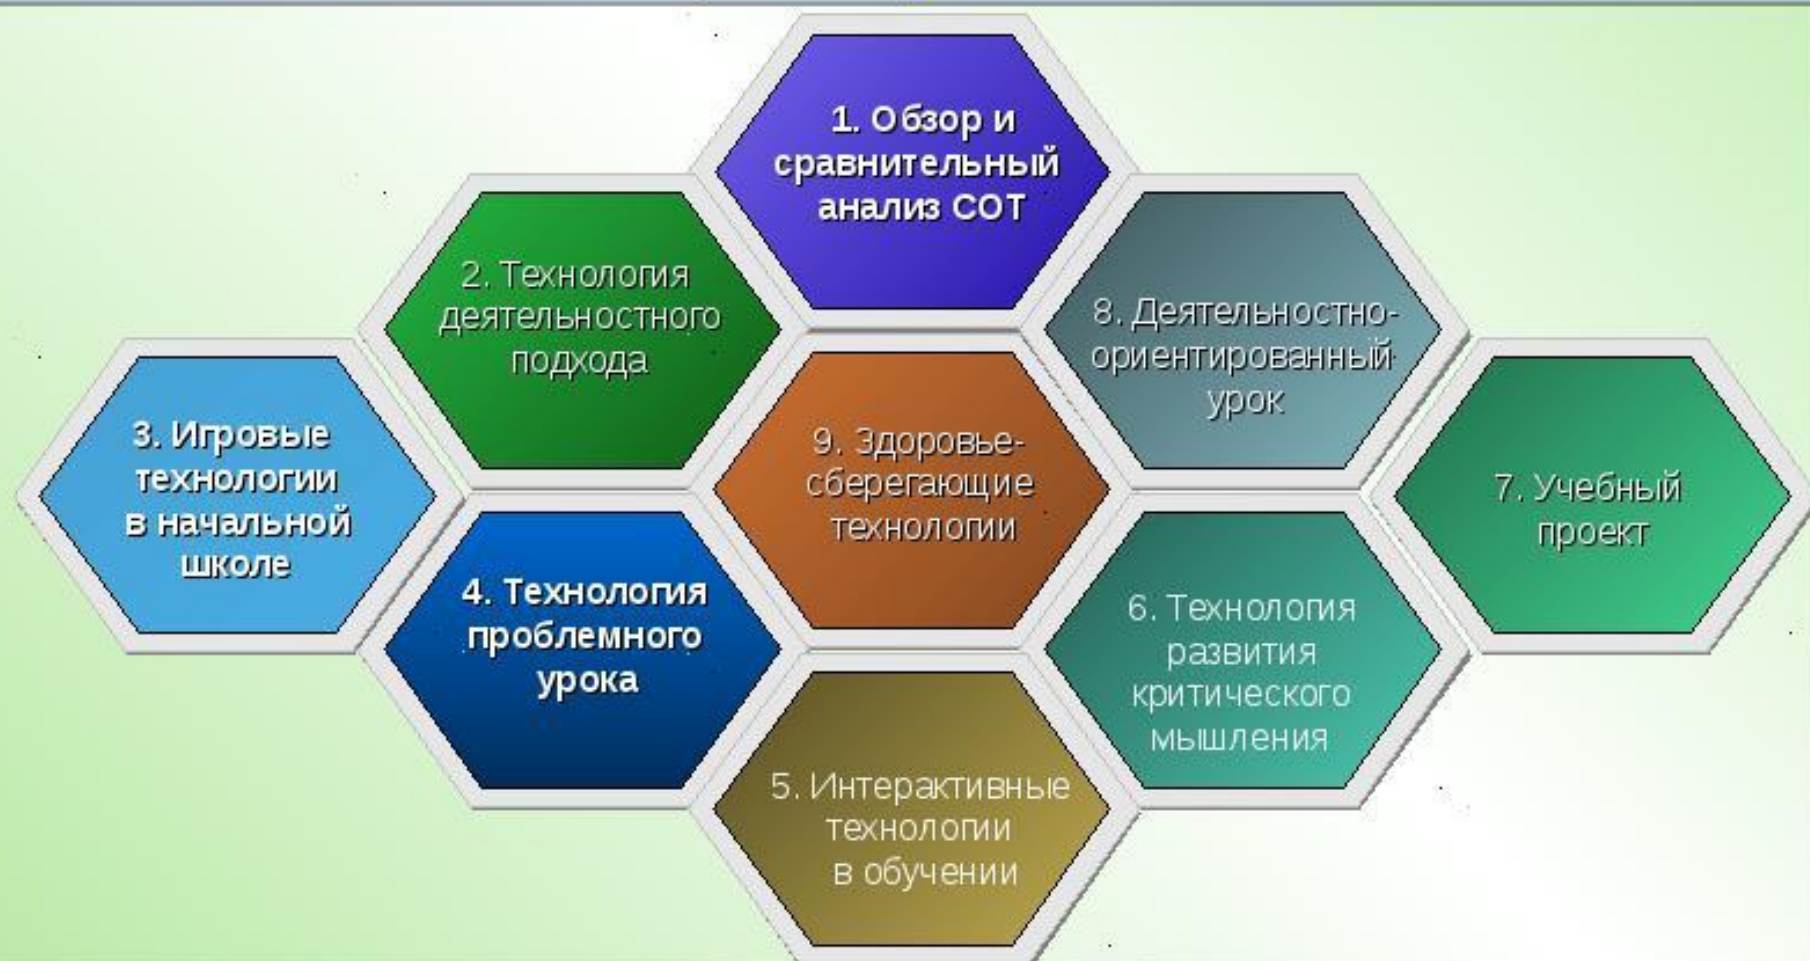 1. Обзор и
сравнительный
анализ СОТ
2. Технология
деятельностного
подхода
3. Игровые
технологии
в начальной
школе
4. Технология
проблемного
урока
5. Интерактивные
технологии
в обучении
6. Технология
развития
критического
мышления
7. Учебный
проект
8. Деятельностно-
ориентированный
урок
9. Здоровье-
сберегающие
технологии